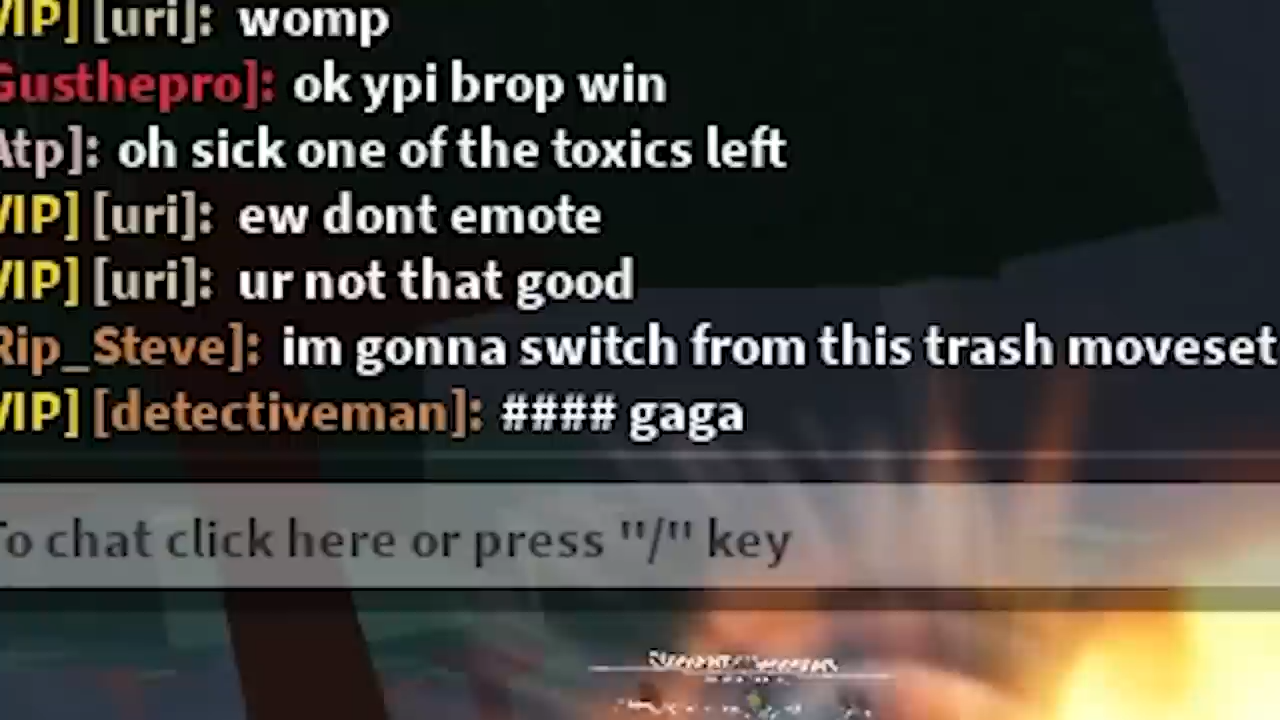 VIP] [uri]: womp
Gusthepro]: ok ypi brop win
Atp]: oh sick one of the toxics left
VIP] [uri]: ew dont emote
VIP] [uri]: ur not that good
Rip_Steve]: im gonna switch from this trash moveset
VIP] [detectiveman]: #### gaga
To chat click here or press "/" key